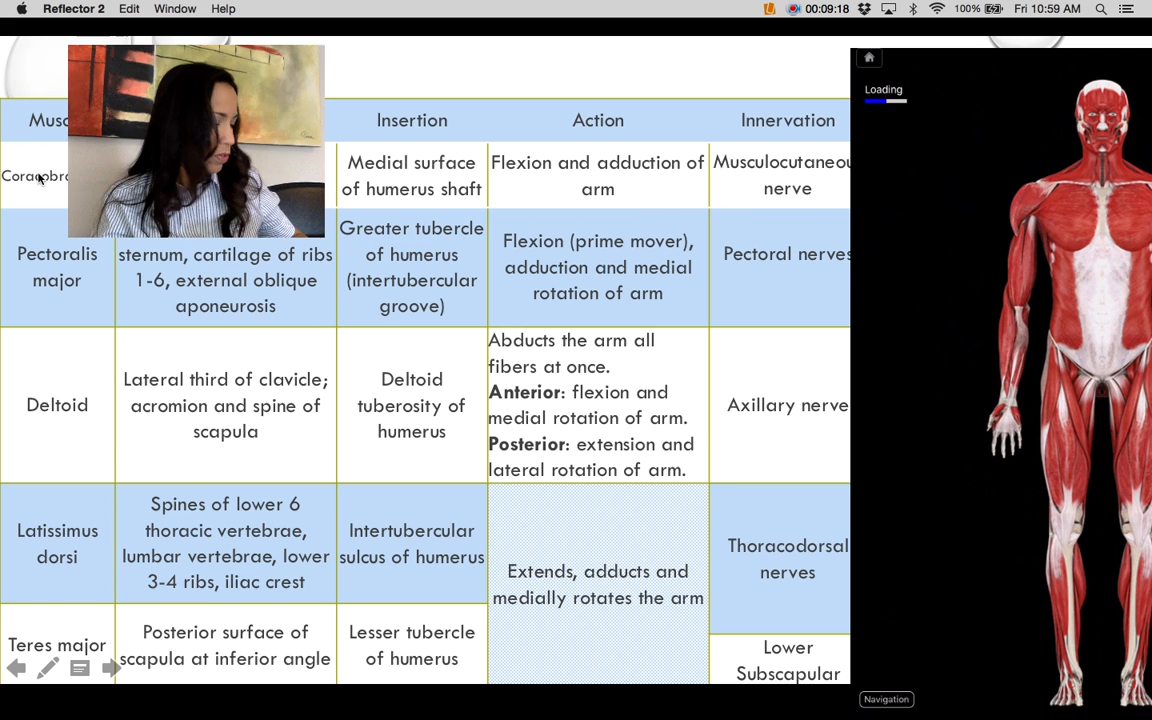 Reflector 2 Edit Window Help
00:09:18 100% Fri 10:59 AM
Loading
Insertion Action Innervation
Medial surface
of humerus shaft
Flexion and adduction of
arm
nerve
Pectoralis
major
sternum, cartilage of ribs
1-6, external oblique
aponeurosis
Greater tubercle
of humerus
(intertubercular
groove)
Flexion (prime mover),
adduction and medial
rotation of arm
Pectoral nerves
Deltoid
Lateral third of clavicle;
acromion and spine of
scapula
Deltoid
tuberosity of
humerus
Abducts the arm all
fibers at once.
Anterior: flexion and
medial rotation of arm.
Posterior: extension and
lateral rotation of arm.
Axillary nerve
Latissimus
dorsi
Spines of lower 6
thoracic vertebrae,
lumbar vertebrae, lower
3-4 ribs, iliac crest
Intertubercular
sulcus of humerus
Extends, adducts and
medially rotates the arm
Thoracodorsal
nerves
Teres major
Posterior surface of
scapula at inferior angle
Lesser tubercle
of humerus
Lower
Subscapular
Navigation